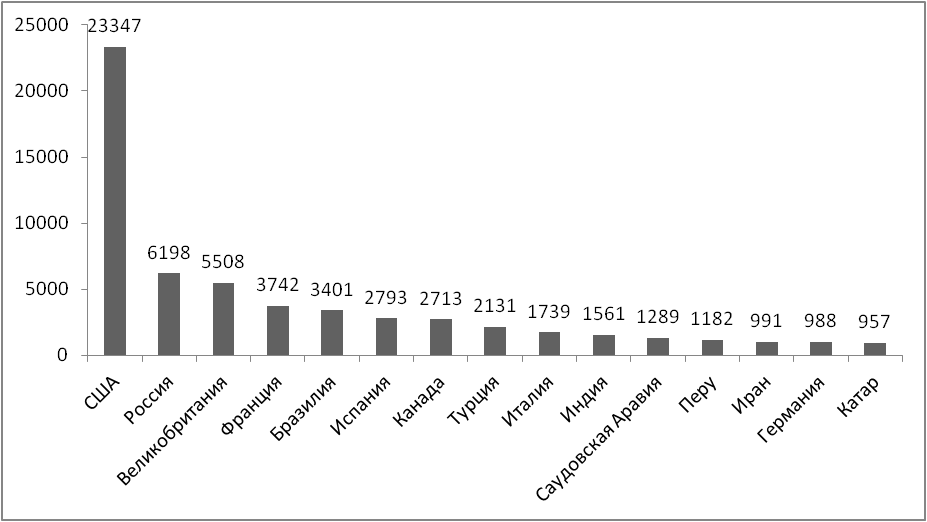 25000
20000
15000
10000
5000
0
23347
6198
5508
3742
3401
2793
2713
2131
1739
1561
1289
1182
991
988
957
США
Россия
Великобритания
Франция
Бразилия
Испания
Канада
Турция
Италия
Индия
Саудовская Аравия
Перу
Иран
Германия
Катар